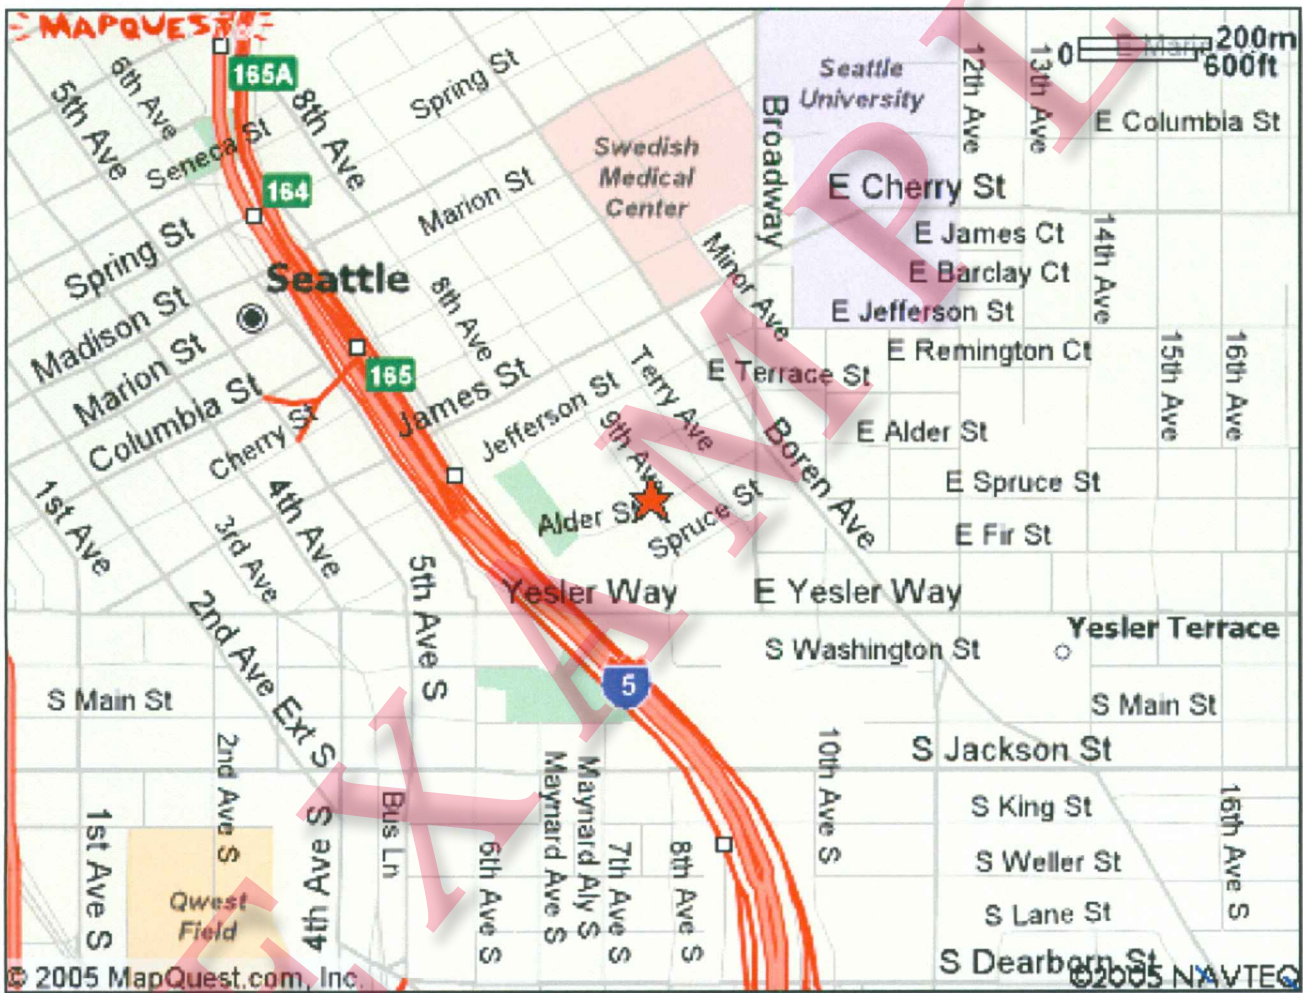 MAPQUEST
200m
0
600ft
165A
6th Ave
5th Ave
8th Ave
Spring St
Seneca St
Seattle
University
Broadway
12th Ave
13th Ave
E Columbia St
Swedish
Medical
Center
164
Marion St
E Cherry St
E James Ct
14th Ave
Spring St
Minor Ave
E Barclay Ct
Seattle
8th Ave
Madison St
E Jefferson St
Marion St
165
James St
Terry Ave
E Terrace St
E Remington Ct
15th Ave
16th Ave
Columbia St
Cherry St
Jefferson St
9th Ave
Boren Ave
E Alder St
1st Ave
4th Ave
3rd Ave
Alder St
Spruce St
E Spruce St
E Fir St
5th Ave S
Yesler Way
E Yesler Way
2nd Ave Ext S
S Washington St
Yesler Terrace
5
S Main St
S Main St
2nd Ave S
10th Ave S
S Jackson St
Maynard Ave S
Maynard Aly S
1st Ave S
4th Ave S
Bus Ln
6th Ave S
7th Ave S
8th Ave S
S King St
16th Ave S
S Weller St
Qwest
Field
S Lane St
S Dearborn St
© 2005 MapQuest.com, Inc.
©2005 NAVTEQ
EXAMPL